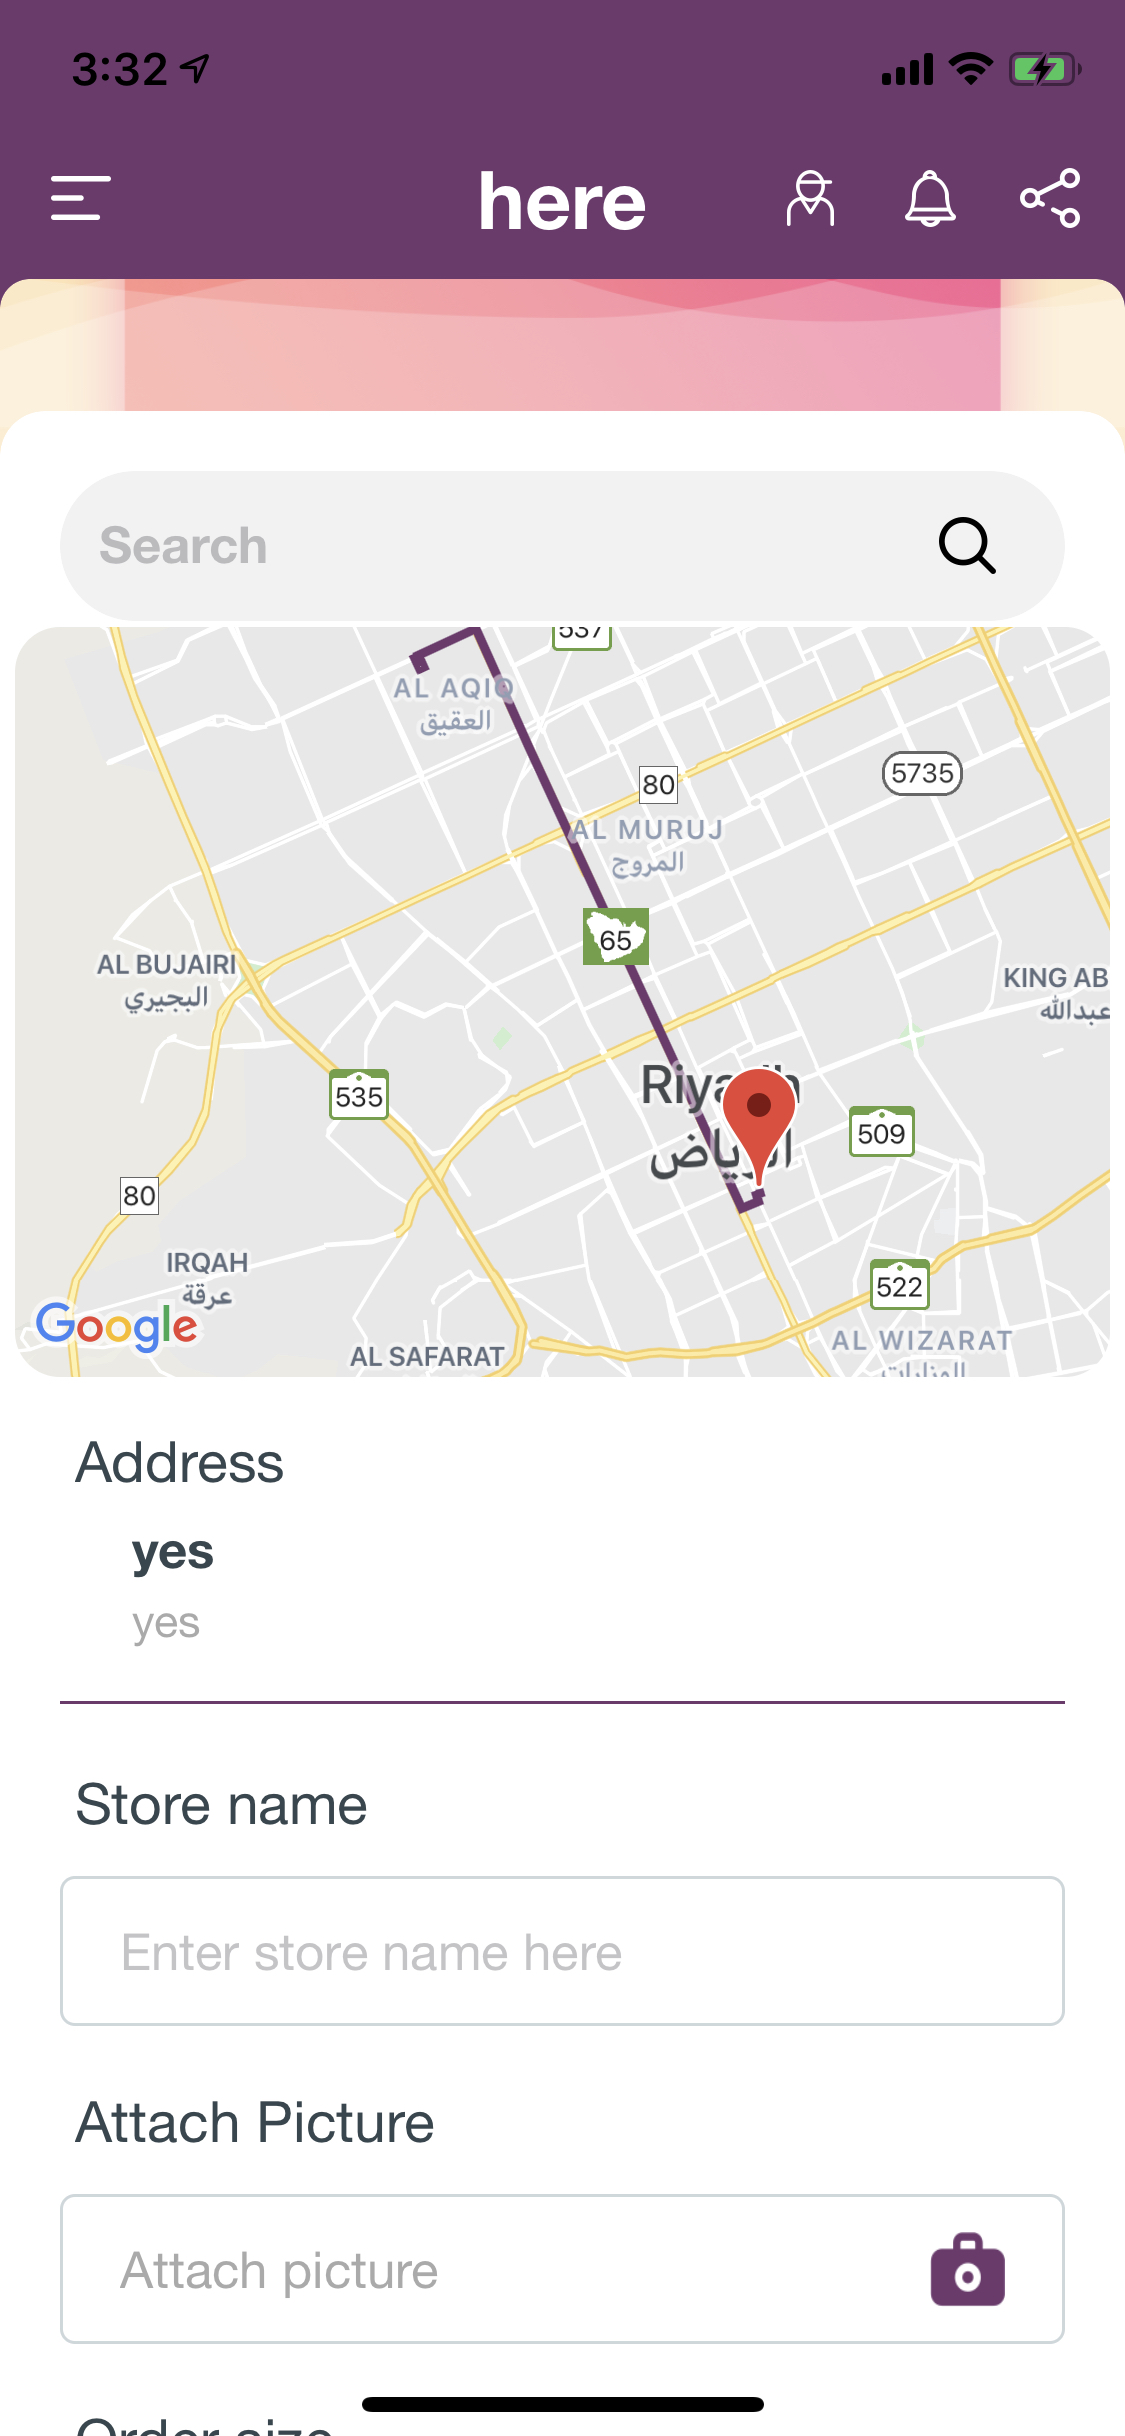 3:32
here
Search
537
AL AQIQ
العقيق
80
5735
AL MURUJ
المروج
65
AL BUJAIRI
البجيري
KING AB
عبدالله
Riyadh
الرياض
535
509
80
IRQAH
عرقة
522
Google
AL WIZARAT
الوزارات
AL SAFARAT
Address
yes
yes
Store name
Enter store name here
Attach Picture
Attach picture
Order size